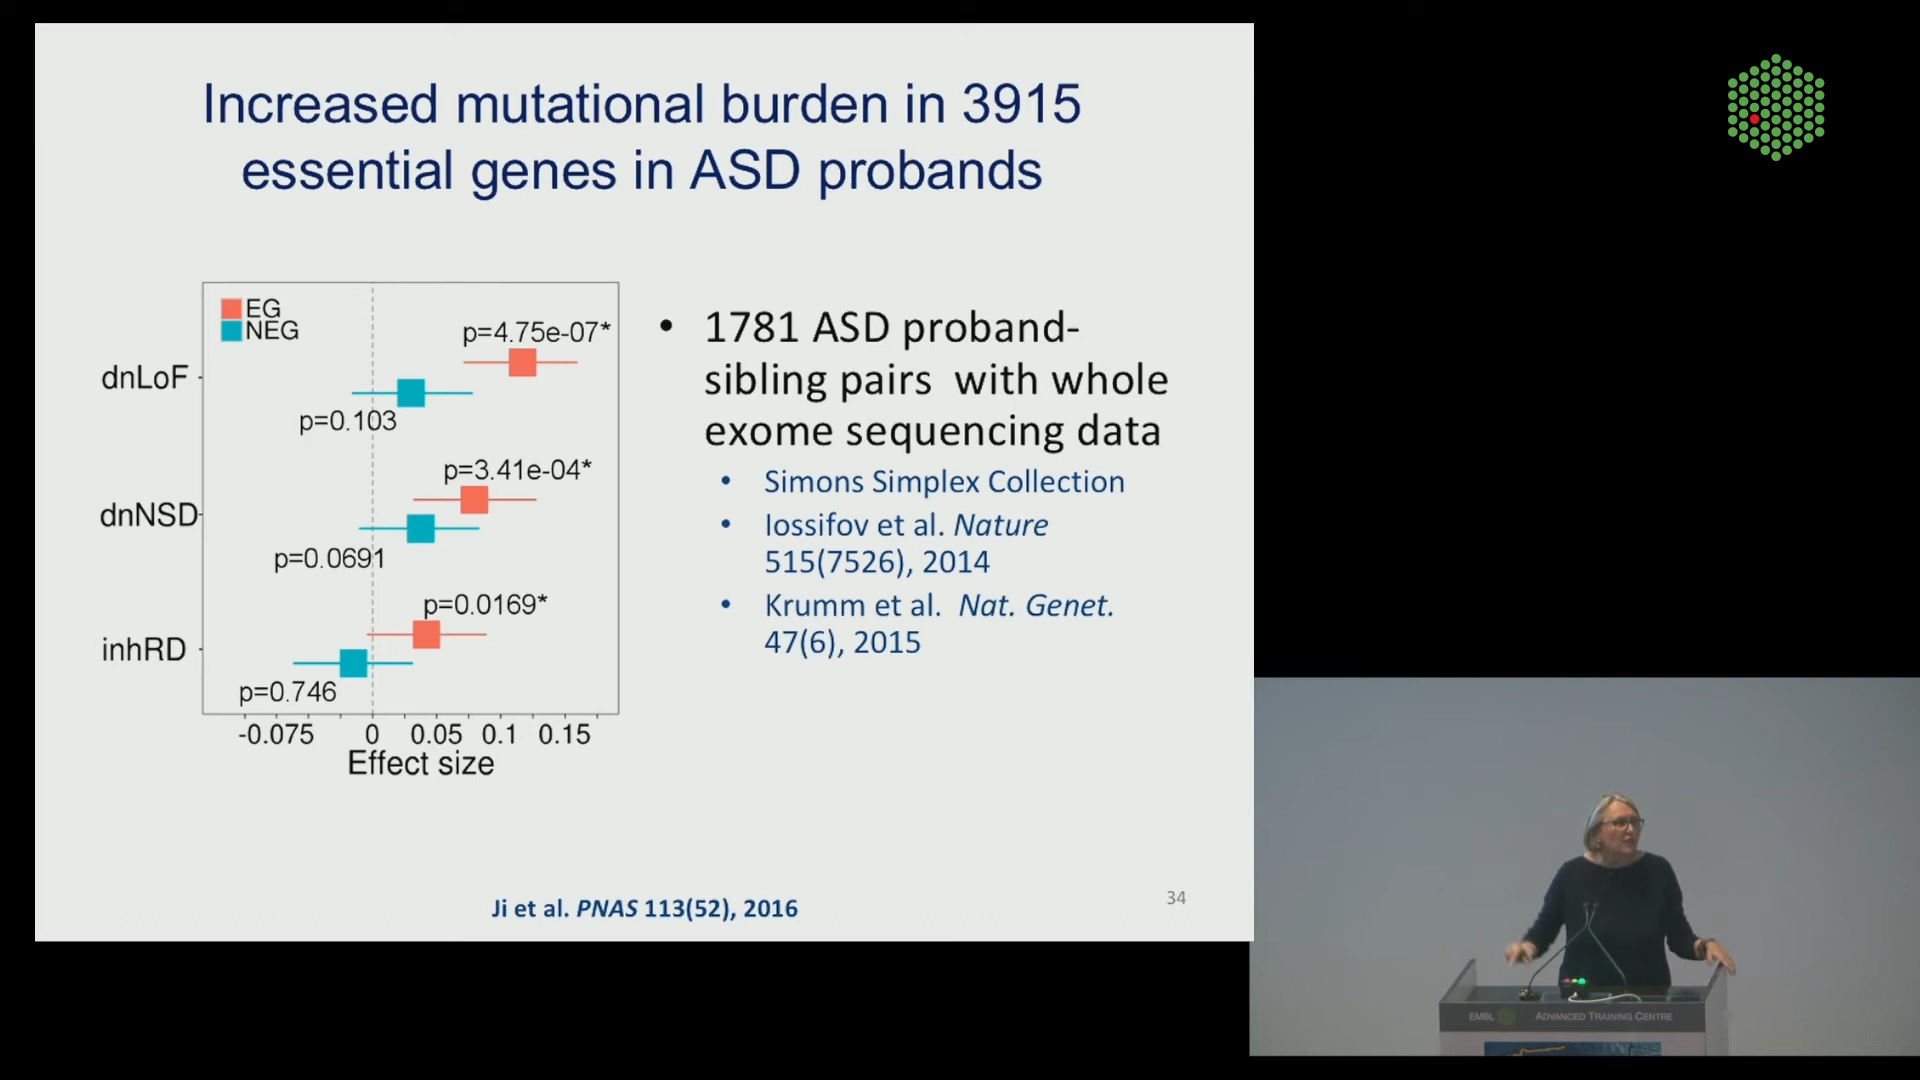 Increased mutational burden in 3915
essential genes in ASD probands
EG
NEG
p=4.75e-07*
dnLoF
p=0.103
p=3.41e-04*
dnNSD
p=0.0691
p=0.0169*
inhRD
p=0.746
-0.075 0 0.05 0.1 0.15
Effect size
• 1781 ASD proband-
sibling pairs with whole
exome sequencing data
• Simons Simplex Collection
• Iossifov et al. Nature
515(7526), 2014
• Krumm et al. Nat. Genet.
47(6), 2015
Ji et al. PNAS 113(52), 2016
34
EMBL ADVANCED TRAINING CENTRE